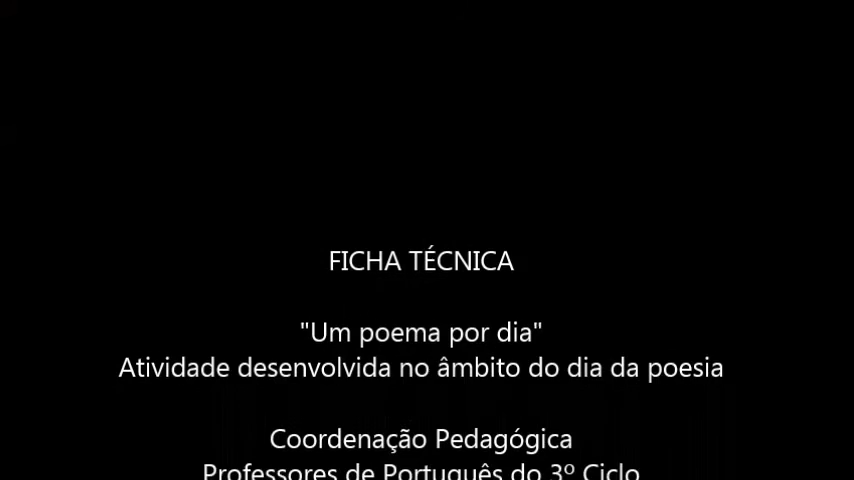 FICHA TÉCNICA
"Um poema por dia"
Atividade desenvolvida no âmbito do dia da poesia
Coordenação Pedagógica
Professores de Português do 3º Ciclo